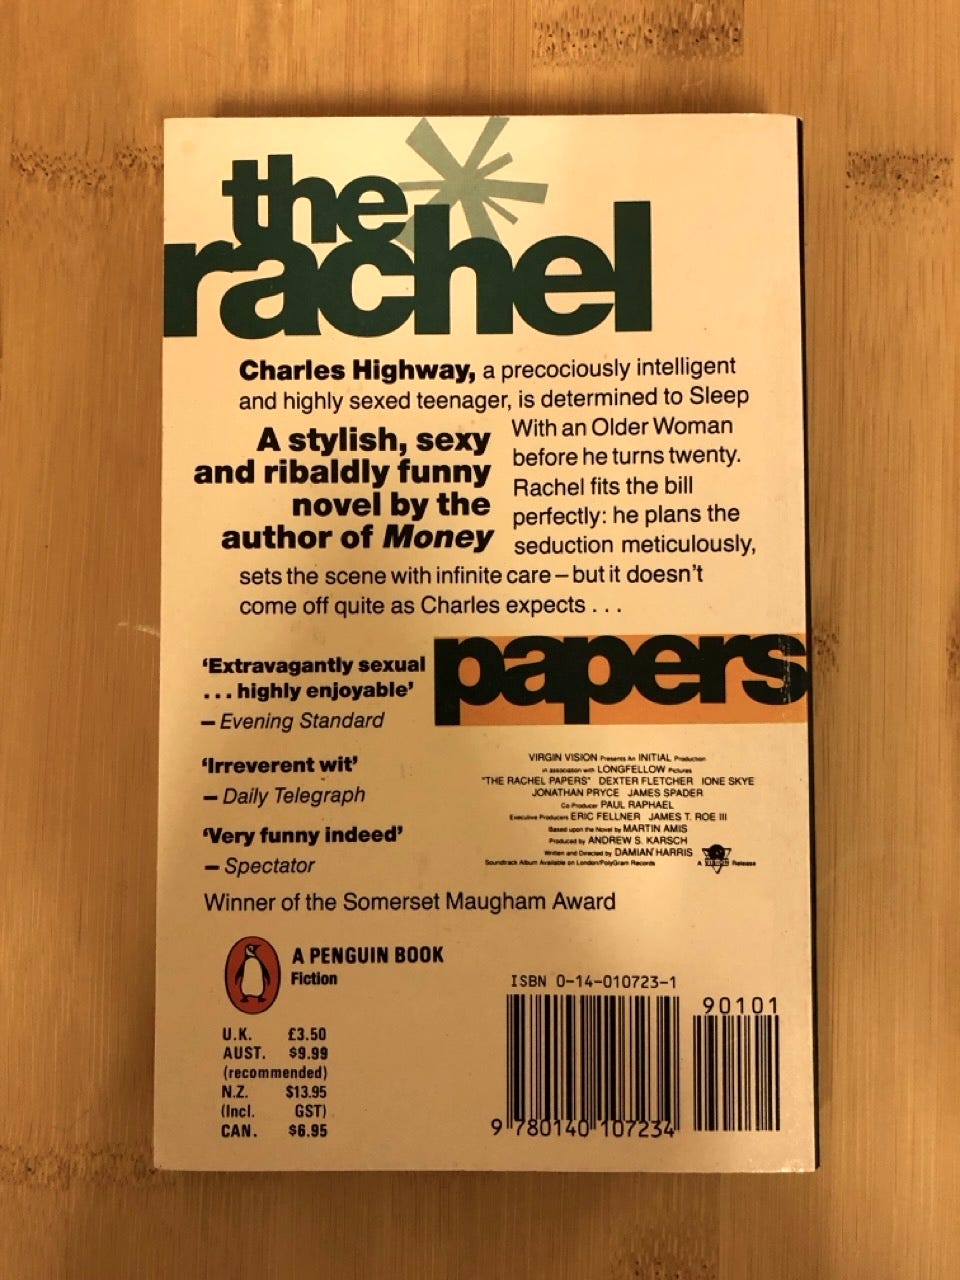 the
rachel
Charles Highway, a precociously intelligent
and highly sexed teenager, is determined to Sleep
With an Older Woman
before he turns twenty.
Rachel fits the bill
perfectly: he plans the
seduction meticulously,
sets the scene with infinite care – but it doesn't
come off quite as Charles expects . . .
A stylish, sexy
and ribaldly funny
novel by the
author of Money
papers
'Extravagantly sexual
. . . highly enjoyable'
– Evening Standard
'Irreverent wit'
– Daily Telegraph
'Very funny indeed'
– Spectator
Winner of the Somerset Maugham Award
VIRGIN VISION Presents An INITIAL Production
in association with LONGFELLOW Pictures
"THE RACHEL PAPERS" DEXTER FLETCHER IONE SKYE
JONATHAN PRYCE JAMES SPADER
Co-Producer PAUL RAPHAEL
Executive Producers ERIC FELLNER JAMES T. ROE III
Based upon the Novel by MARTIN AMIS
Produced by ANDREW S. KARSCH
Written and Directed by DAMIAN HARRIS
Soundtrack Album Available on London/PolyGram Records
A Release
A PENGUIN BOOK
Fiction
U.K. £3.50
AUST. $9.99
(recommended)
N.Z. $13.95
(Incl. GST)
CAN. $6.95
ISBN 0-14-010723-1
90101
9 780140 107234